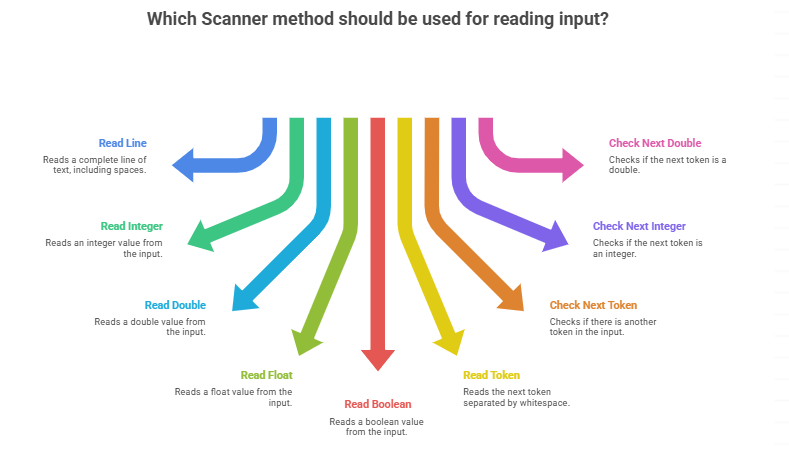 Which Scanner method should be used for reading input?
Read Line
Reads a complete line of
text, including spaces.
Check Next Double
Checks if the next token is a
double.
Read Integer
Reads an integer value from
the input.
Check Next Integer
Checks if the next token is
an integer.
Read Double
Reads a double value from
the input.
Check Next Token
Checks if there is another
token in the input.
Read Float
Reads a float value from the
input.
Read Token
Reads the next token
separated by whitespace.
Read Boolean
Reads a boolean value
from the input.